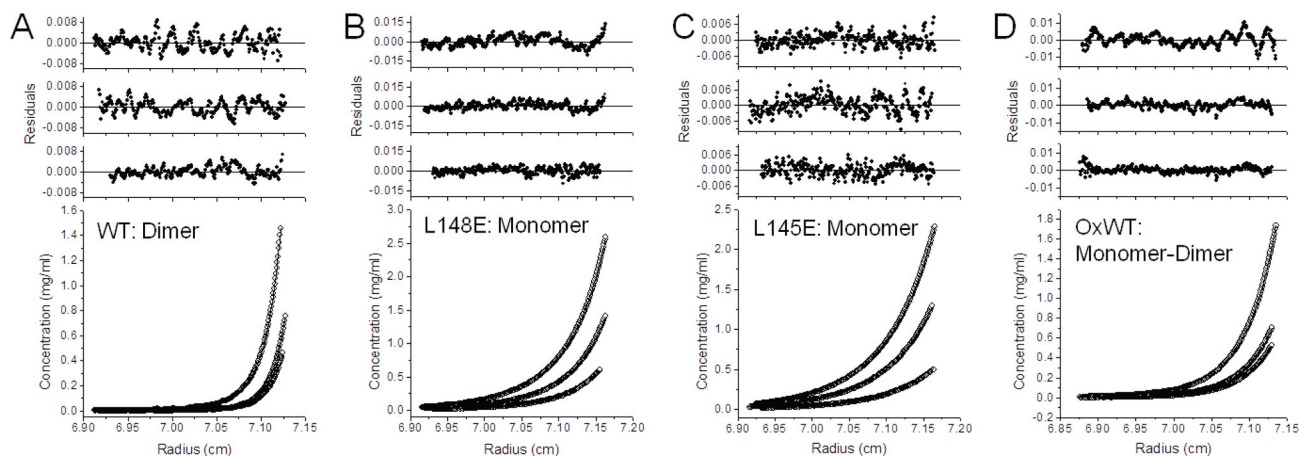 A
0.008
0.000
-0.008
0.008
0.000
-0.008
0.008
0.000
-0.008
Residuals
1.6
1.4
1.2
1.0
0.8
0.6
0.4
0.2
0.0
Concentration (mg/ml)
WT: Dimer
6.90 6.95 7.00 7.05 7.10 7.15
Radius (cm)
B
0.015
0.000
-0.015
0.015
0.000
-0.015
0.015
0.000
-0.015
Residuals
3.0
2.5
2.0
1.5
1.0
0.5
0.0
Concentration (mg/ml)
L148E: Monomer
6.90 6.95 7.00 7.05 7.10 7.15 7.20
Radius (cm)
C
0.006
0.000
-0.006
0.006
0.000
-0.006
0.006
0.000
-0.006
Residuals
2.5
2.0
1.5
1.0
0.5
0.0
Concentration (mg/ml)
L145E: Monomer
6.90 6.95 7.00 7.05 7.10 7.15 7.20
Radius (cm)
D
0.01
0.00
-0.01
0.01
0.00
-0.01
0.01
0.00
-0.01
Residuals
1.8
1.6
1.4
1.2
1.0
0.8
0.6
0.4
0.2
0.0
-0.2
Concentration (mg/ml)
OxWT:
Monomer-Dimer
6.85 6.90 6.95 7.00 7.05 7.10 7.15
Radius (cm)